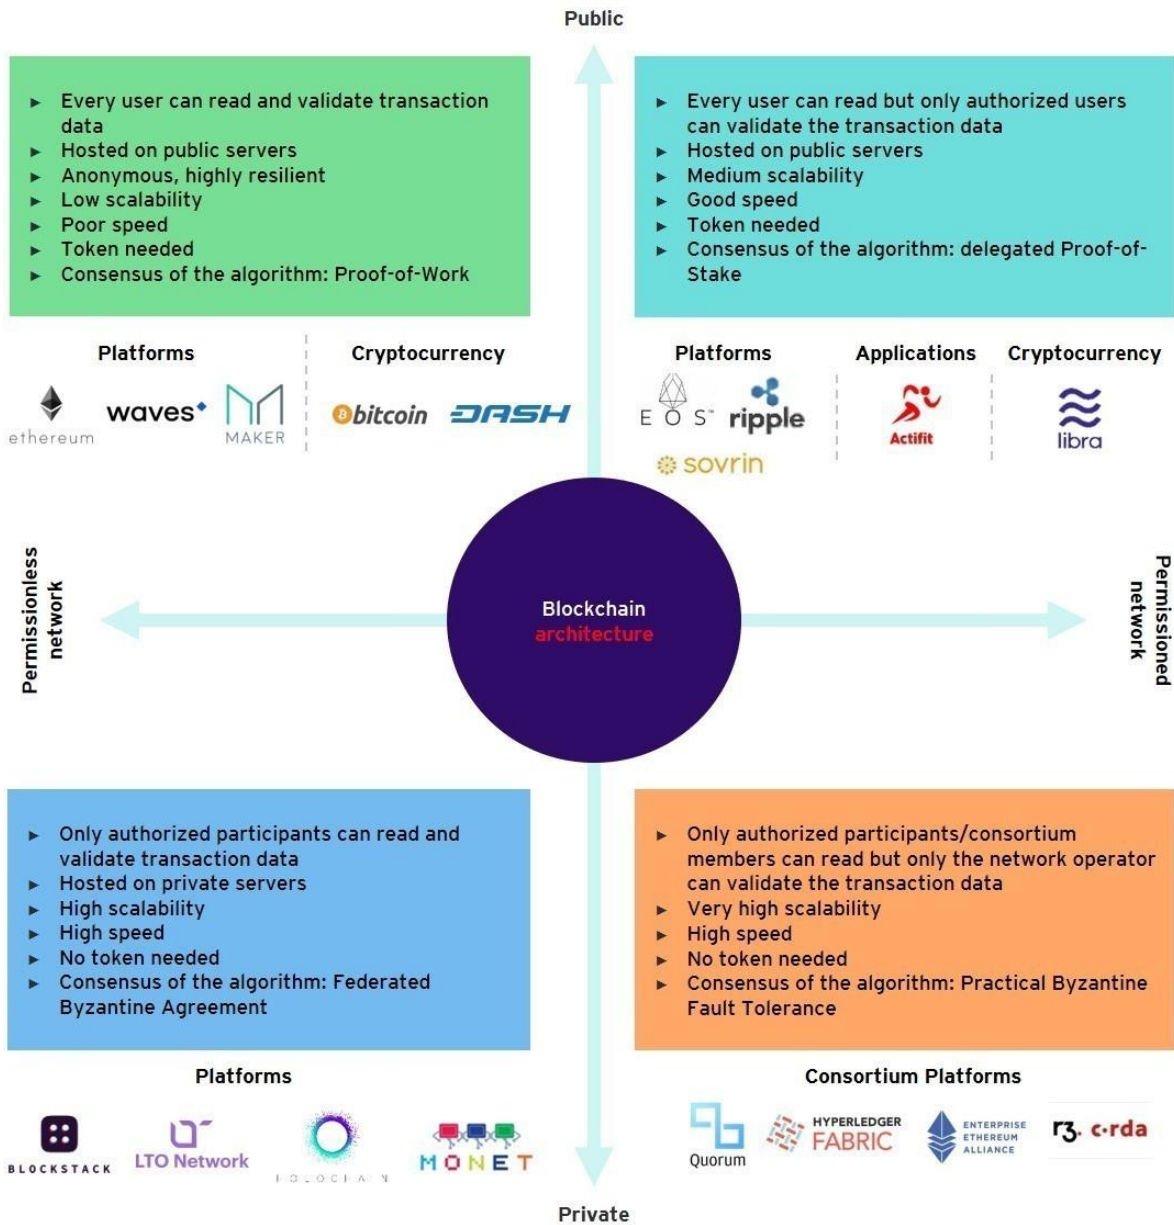 Public
► Every user can read and validate transaction
data
► Hosted on public servers
► Anonymous, highly resilient
► Low scalability
► Poor speed
► Token needed
► Consensus of the algorithm: Proof-of-Work
► Every user can read but only authorized users
can validate the transaction data
► Hosted on public servers
► Medium scalability
► Good speed
► Token needed
► Consensus of the algorithm: delegated Proof-of-
Stake
Platforms
Cryptocurrency
ethereum
waves
MAKER
bitcoin
DASH
Platforms
Applications
Cryptocurrency
EOS™
ripple
sovrin
Actifit
libra
Permissionless
network
Blockchain
architecture
Permissioned
network
► Only authorized participants can read and
validate transaction data
► Hosted on private servers
► High scalability
► High speed
► No token needed
► Consensus of the algorithm: Federated
Byzantine Agreement
► Only authorized participants/consortium
members can read but only the network operator
can validate the transaction data
► Very high scalability
► High speed
► No token needed
► Consensus of the algorithm: Practical Byzantine
Fault Tolerance
Platforms
BLOCKSTACK
LTO Network
HOLOCHAIN
MONET
Consortium Platforms
Quorum
HYPERLEDGER
FABRIC
ENTERPRISE
ETHEREUM
ALLIANCE
r3. c·rda
Private